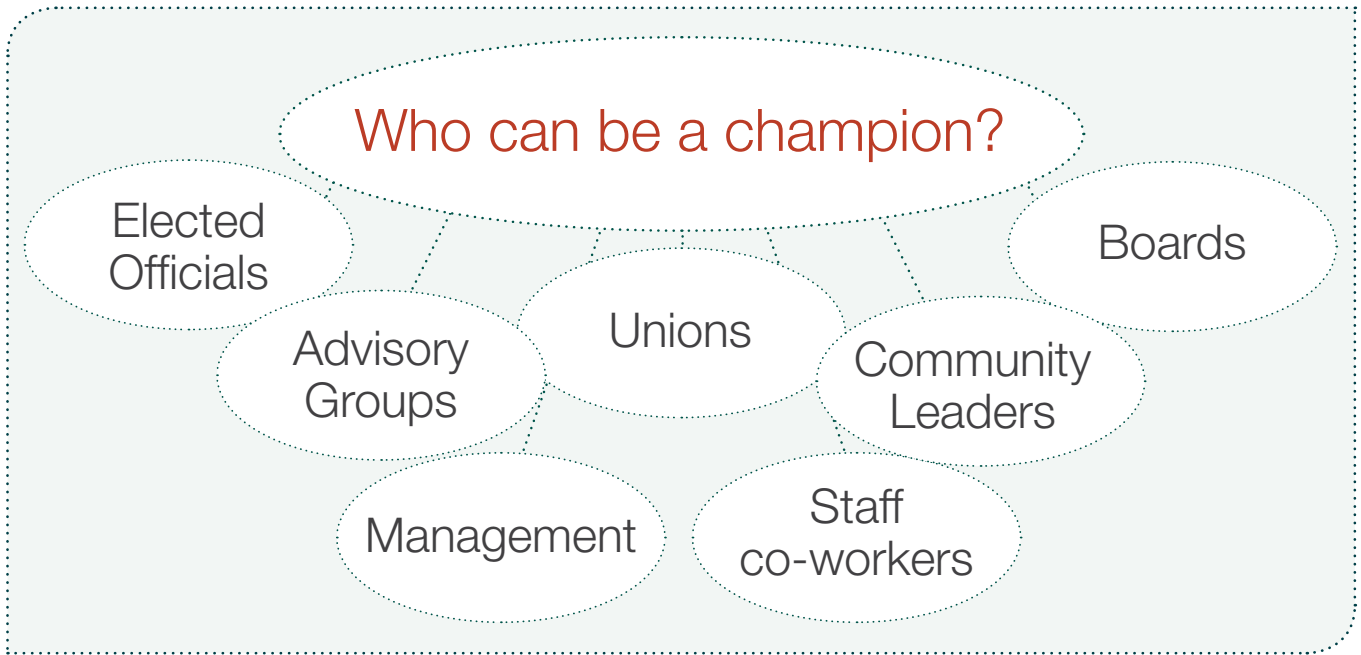 Who can be a champion?
Elected
Officials
Boards
Advisory
Groups
Unions
Community
Leaders
Management
Staff
co-workers